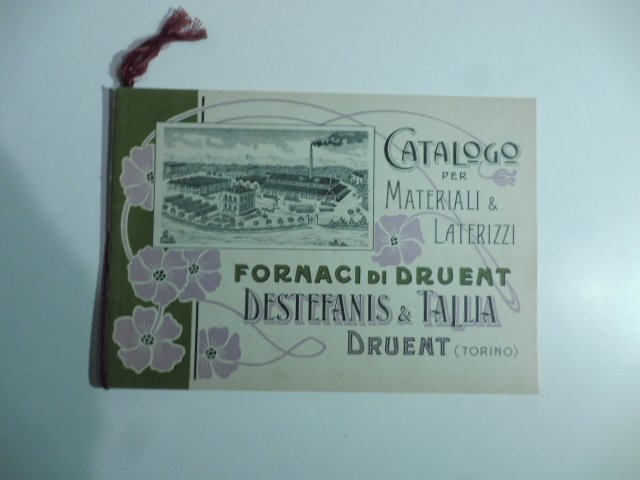 CATALOGO
PER
MATERIALI &
LATERIZZI
FORNACI DI DRUENT
DESTEFANIS & TALLIA
DRUENT (TORINO)